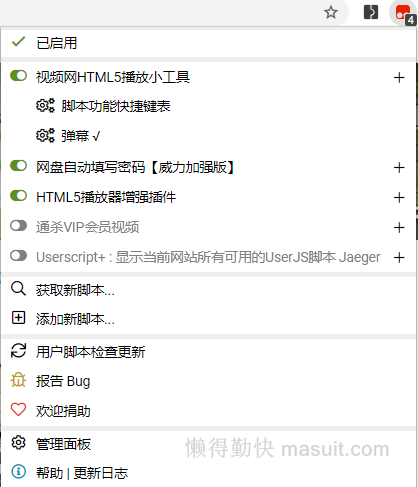 4
已启用
视频网HTML5播放小工具
脚本功能快捷键表
弹幕 √
网盘自动填写密码【威力加强版】
HTML5播放器增强插件
通杀VIP会员视频
Userscript+ : 显示当前网站所有可用的UserJS脚本 Jaeger
获取新脚本...
添加新脚本...
用户脚本检查更新
报告 Bug
欢迎捐助
管理面板
懒得勤快 masuit.com
帮助 | 更新日志